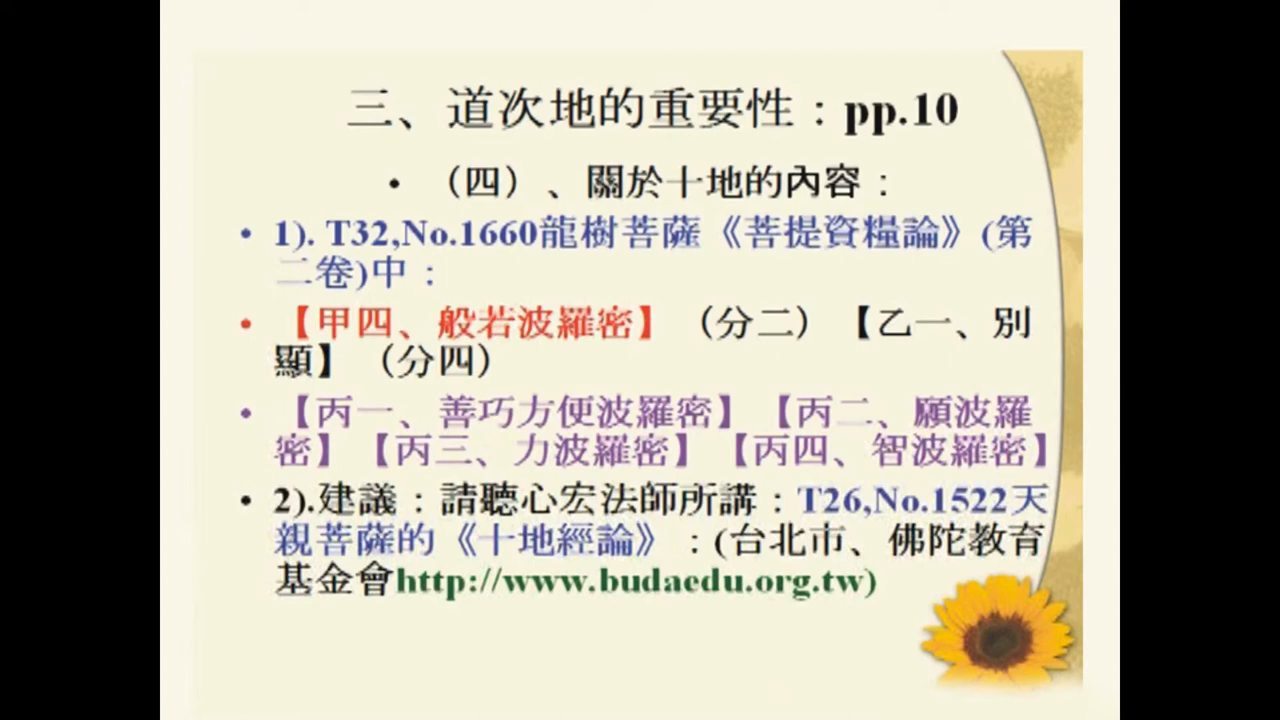 三、道次地的重要性：pp.10
• （四）、關於十地的內容：
• 1). T32,No.1660龍樹菩薩《菩提資糧論》(第
二卷)中：
• 【甲四、般若波羅密】（分二）【乙一、別
顯】（分四）
• 【丙一、善巧方便波羅密】【丙二、願波羅
密】【丙三、力波羅密】【丙四、智波羅密】
• 2).建議：請聽心宏法師所講：T26,No.1522天
親菩薩的《十地經論》：(台北市、佛陀教育
基金會http://www.budaedu.org.tw)